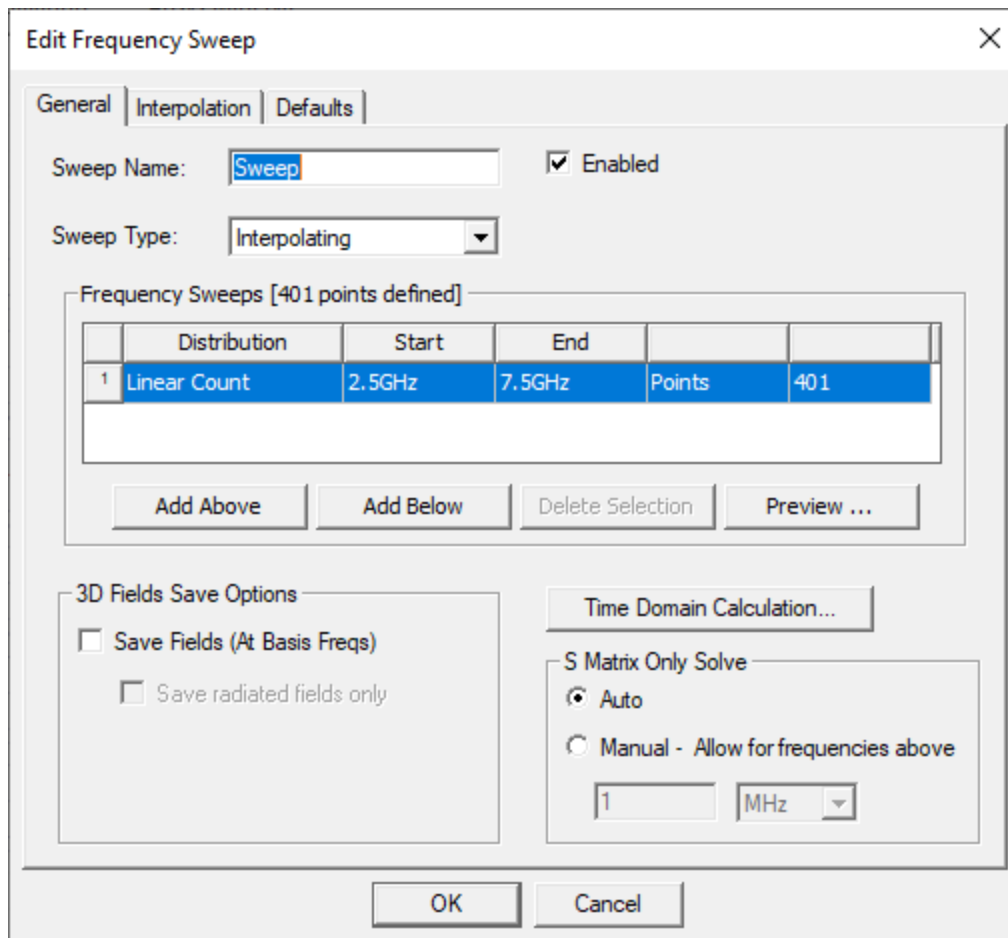 Edit Frequency Sweep
General Interpolation Defaults
Sweep Name: Sweep Enabled
Sweep Type: Interpolating
Frequency Sweeps [401 points defined]
Distribution Start End
1 Linear Count 2.5GHz 7.5GHz Points 401
Add Above Add Below Delete Selection Preview ...
3D Fields Save Options
Save Fields (At Basis Freqs)
Save radiated fields only
Time Domain Calculation...
S Matrix Only Solve
Auto
Manual - Allow for frequencies above
1 MHz
OK Cancel